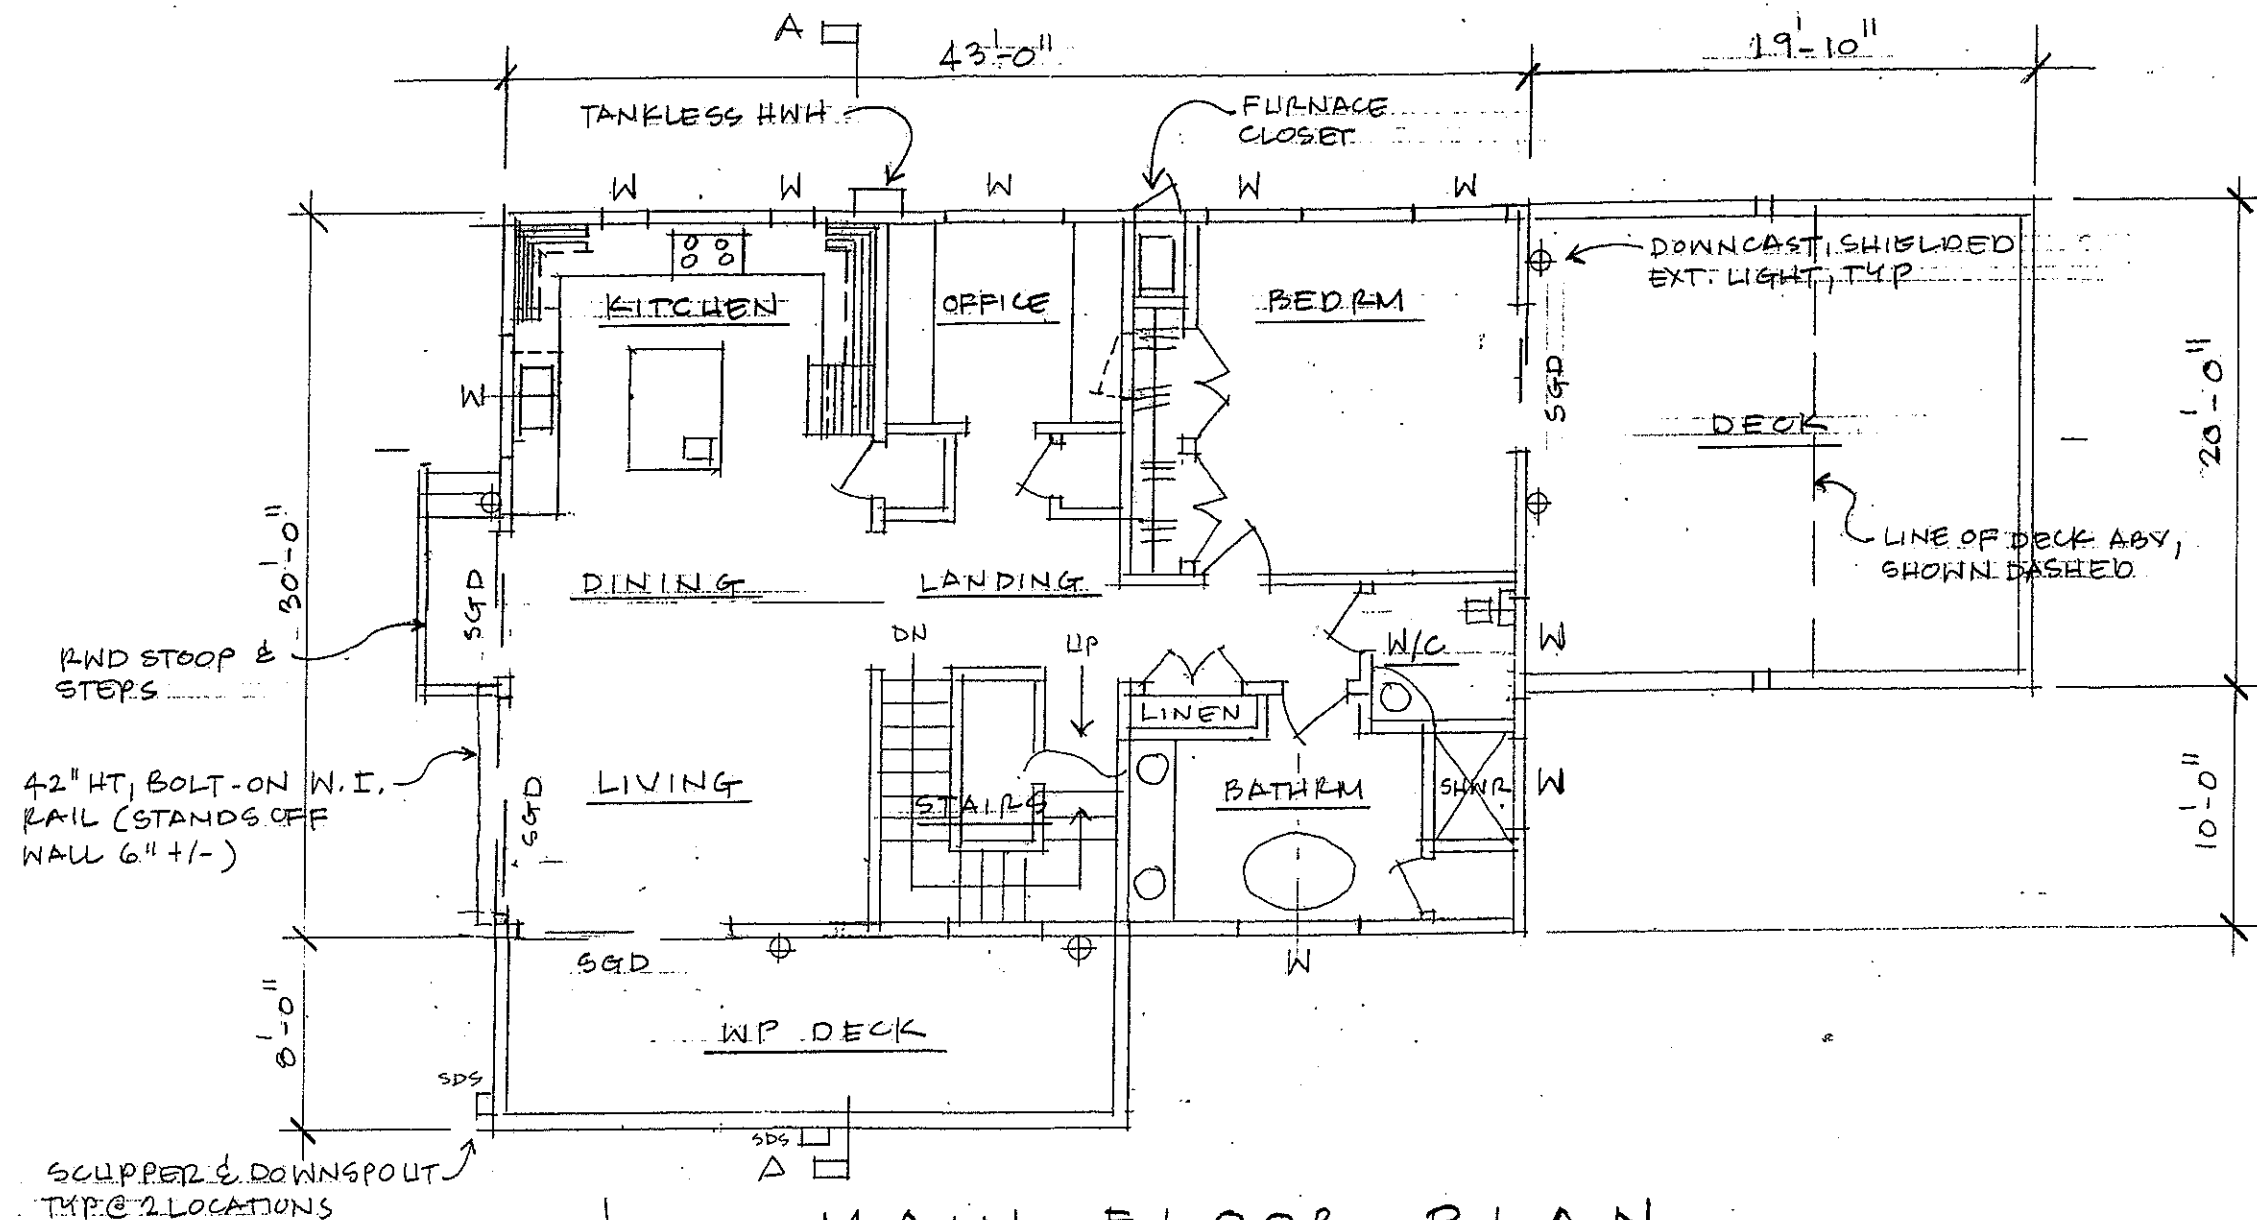 A
43'-0"
19'-10"
TANKLESS HWH
FURNACE
CLOSET
W
W
W
W
W
DOWNCAST, SHIELDED
EXT. LIGHT, TYP
KITCHEN
OFFICE
BEDRM
W
SGD
DECK
20'-0"
30'-0"
LINE OF DECK ABV,
SHOWN DASHED
SGD
DINING
LANDING
DN
UP
W/C
W
RWD STOOP &
STEPS
LINEN
42" HT, BOLT-ON W.I.
RAIL (STANDS OFF
WALL 6" +/-)
SGD
LIVING
STAIRS
BATHRM
SHWR
W
10'-0"
SGD
W
8'-0"
WP DECK
SDS
SDS
A
SCUPPER & DOWNSPOUT
TYP @ 2 LOCATIONS
MAIN FLOOR PLAN